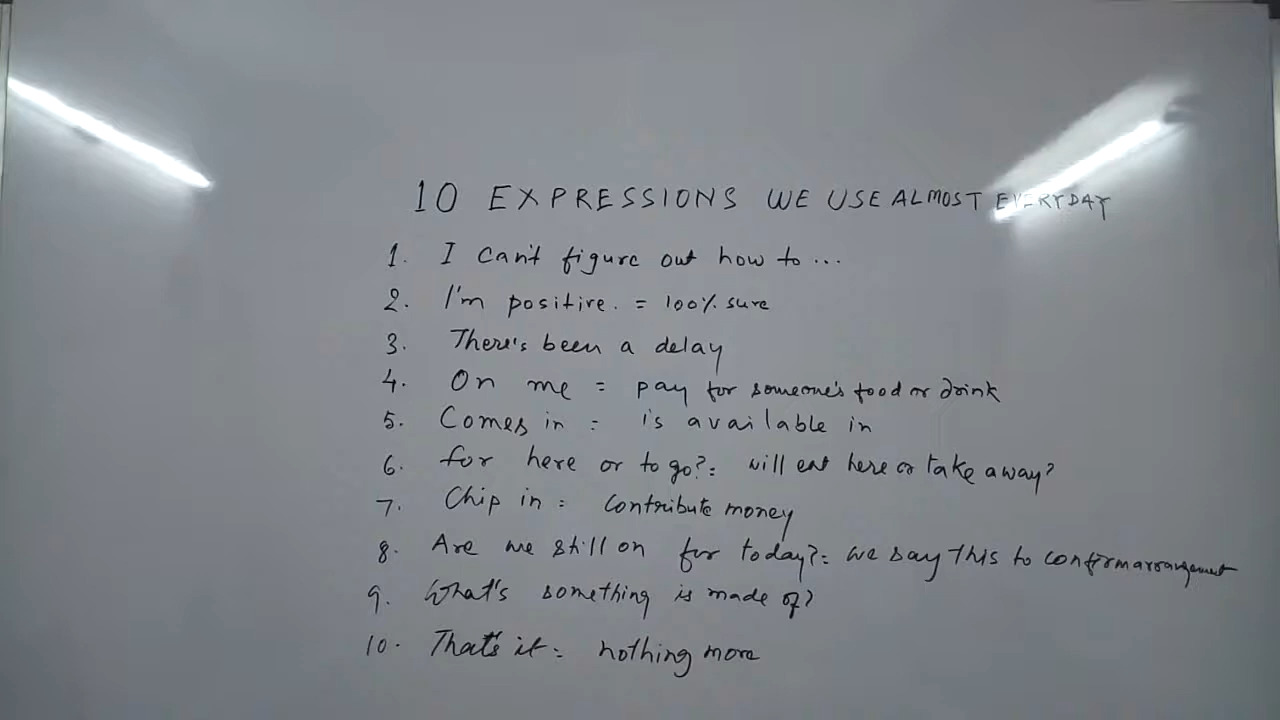 10 EXPRESSIONS WE USE ALMOST EVERYDAY
1. I can't figure out how to ...
2. I'm positive. = 100% sure
3. There's been a delay
4. On me = pay for someone's food or drink
5. Comes in = is available in
6. for here or to go? = will eat here or take away?
7. Chip in = contribute money
8. Are we still on for today? = we say this to confirm arrangement
9. What's something is made of?
10. That's it = nothing more